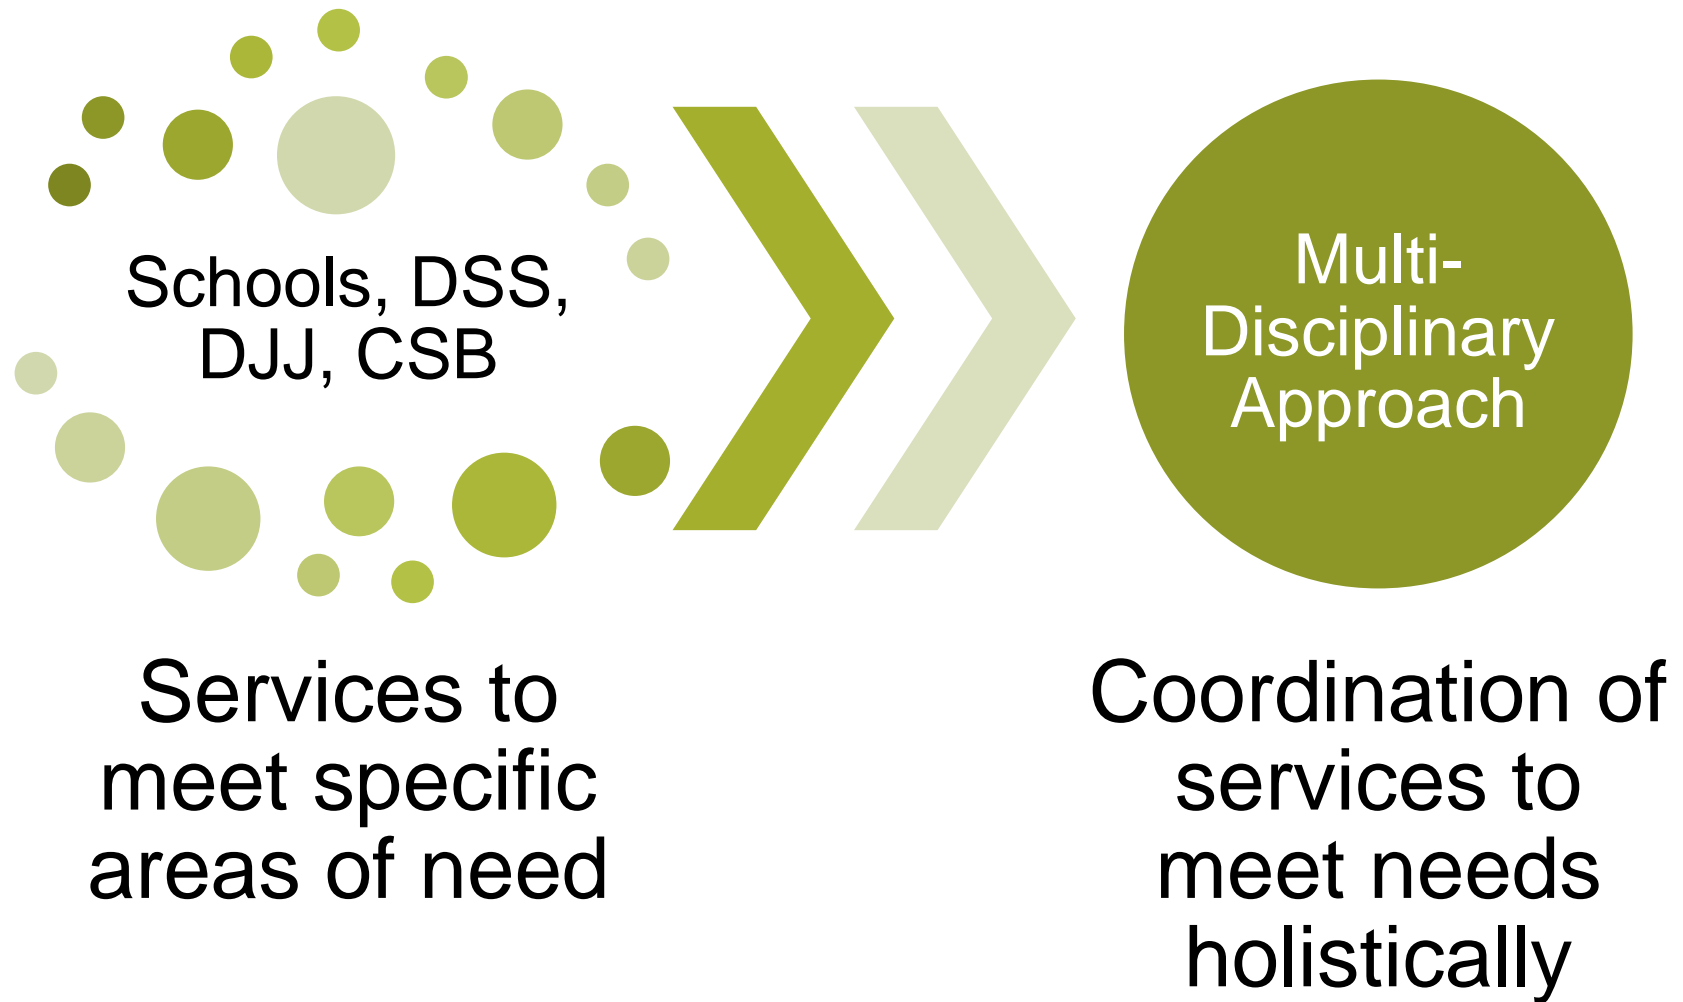 Schools, DSS,
DJJ, CSB
Services to
meet specific
areas of need
Multi-
Disciplinary
Approach
Coordination of
services to
meet needs
holistically